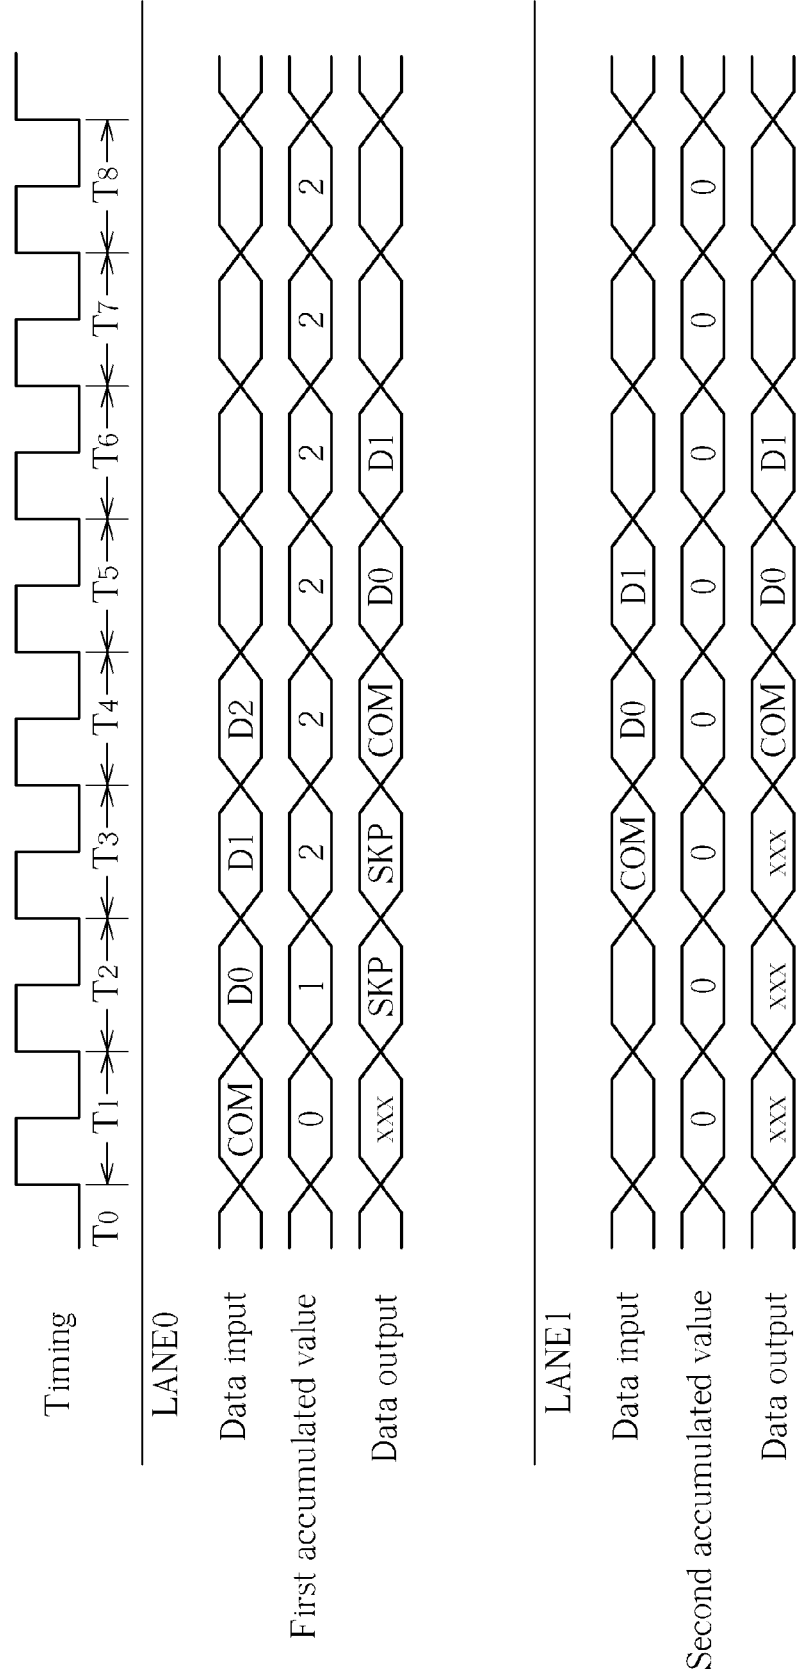 Timing
T0 T1 T2 T3 T4 T5 T6 T7 T8
LANE0
Data input COM D0 D1 D2
First accumulated value 0 1 2 2 2 2 2 2
Data output xxx SKP SKP COM D0 D1
LANE1
Data input COM D0 D1
Second accumulated value 0 0 0 0 0 0 0 0
Data output xxx xxx xxx COM D0 D1